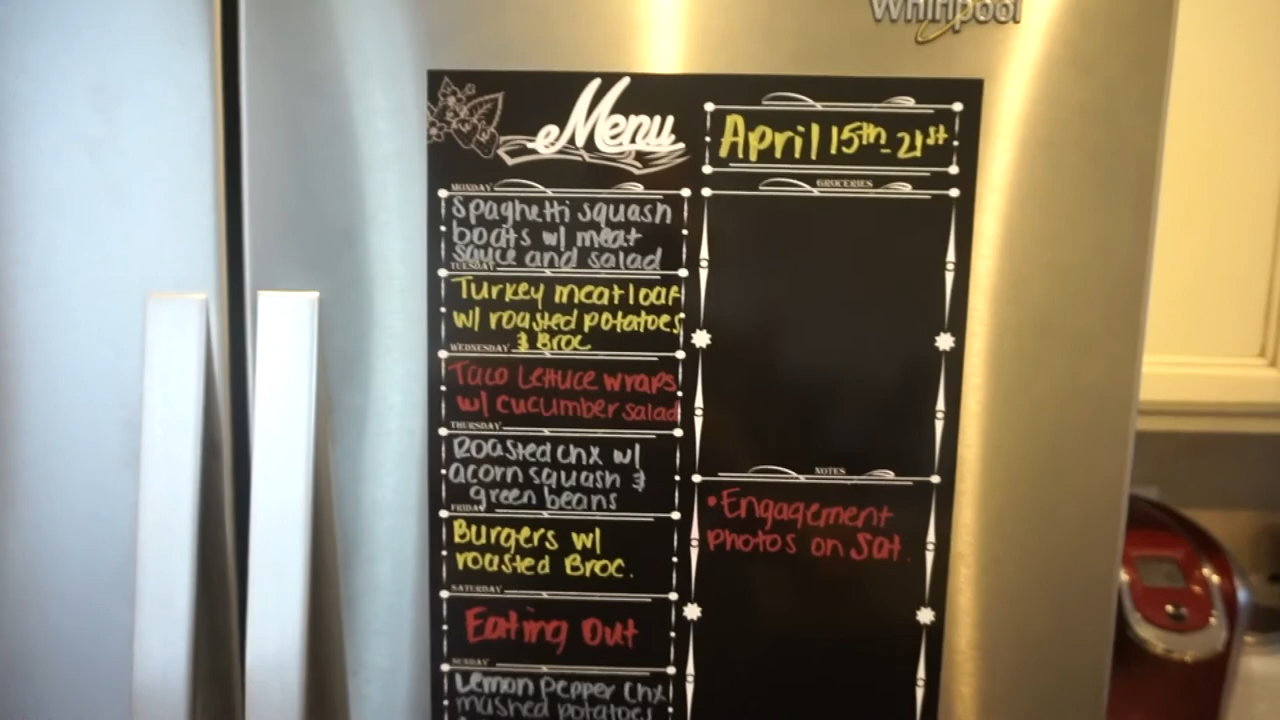 Whirlpool
Menu
April 15th - 21st
MONDAY
Spaghetti squash
boats w/ meat
sauce and salad
TUESDAY
Turkey meatloaf
w/ roasted potatoes
& Broc
WEDNESDAY
Taco Lettuce wraps
w/ cucumber salad
THURSDAY
Roasted chx w/
acorn squash &
green beans
FRIDAY
Burgers w/
roasted Broc.
SATURDAY
Eating Out
SUNDAY
Lemon Pepper Chx
mashed potatoes
GROCERIES
NOTES
• Engagement
photos on Sat.